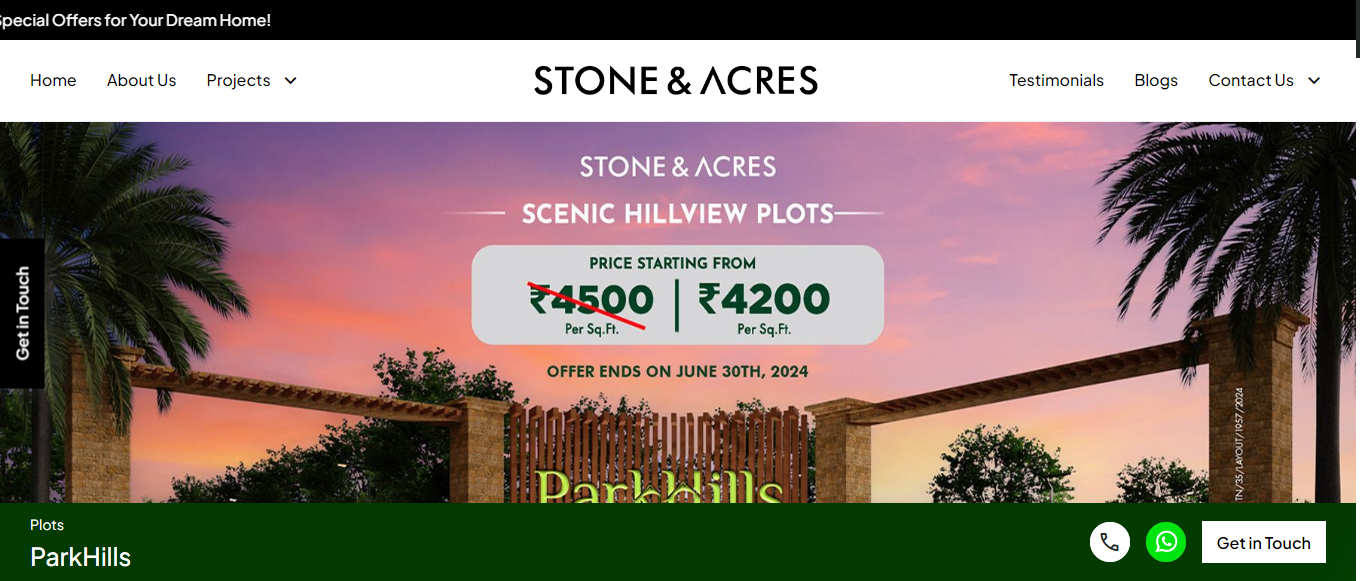 Special Offers for Your Dream Home!
Home About Us Projects
STONE & ACRES
Testimonials Blogs Contact Us
STONE & ACRES
SCENIC HILLVIEW PLOTS
PRICE STARTING FROM
₹4500 | ₹4200
Per Sq.Ft. Per Sq.Ft.
OFFER ENDS ON JUNE 30TH, 2024
Get in Touch
TN/35/LAYOUT/1957/2024
ParkHills
Plots
ParkHills
Get in Touch